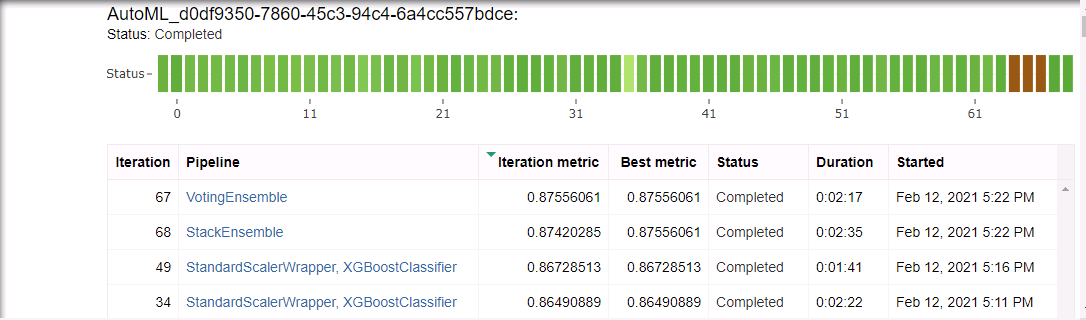 AutoML_d0df9350-7860-45c3-94c4-6a4cc557bdce:
Status: Completed
Status
0 11 21 31 41 51 61
Iteration Pipeline Iteration metric Best metric Status Duration Started
67 VotingEnsemble 0.87556061 0.87556061 Completed 0:02:17 Feb 12, 2021 5:22 PM
68 StackEnsemble 0.87420285 0.87556061 Completed 0:02:35 Feb 12, 2021 5:22 PM
49 StandardScalerWrapper, XGBoostClassifier 0.86728513 0.86728513 Completed 0:01:41 Feb 12, 2021 5:16 PM
34 StandardScalerWrapper, XGBoostClassifier 0.86490889 0.86490889 Completed 0:02:22 Feb 12, 2021 5:11 PM